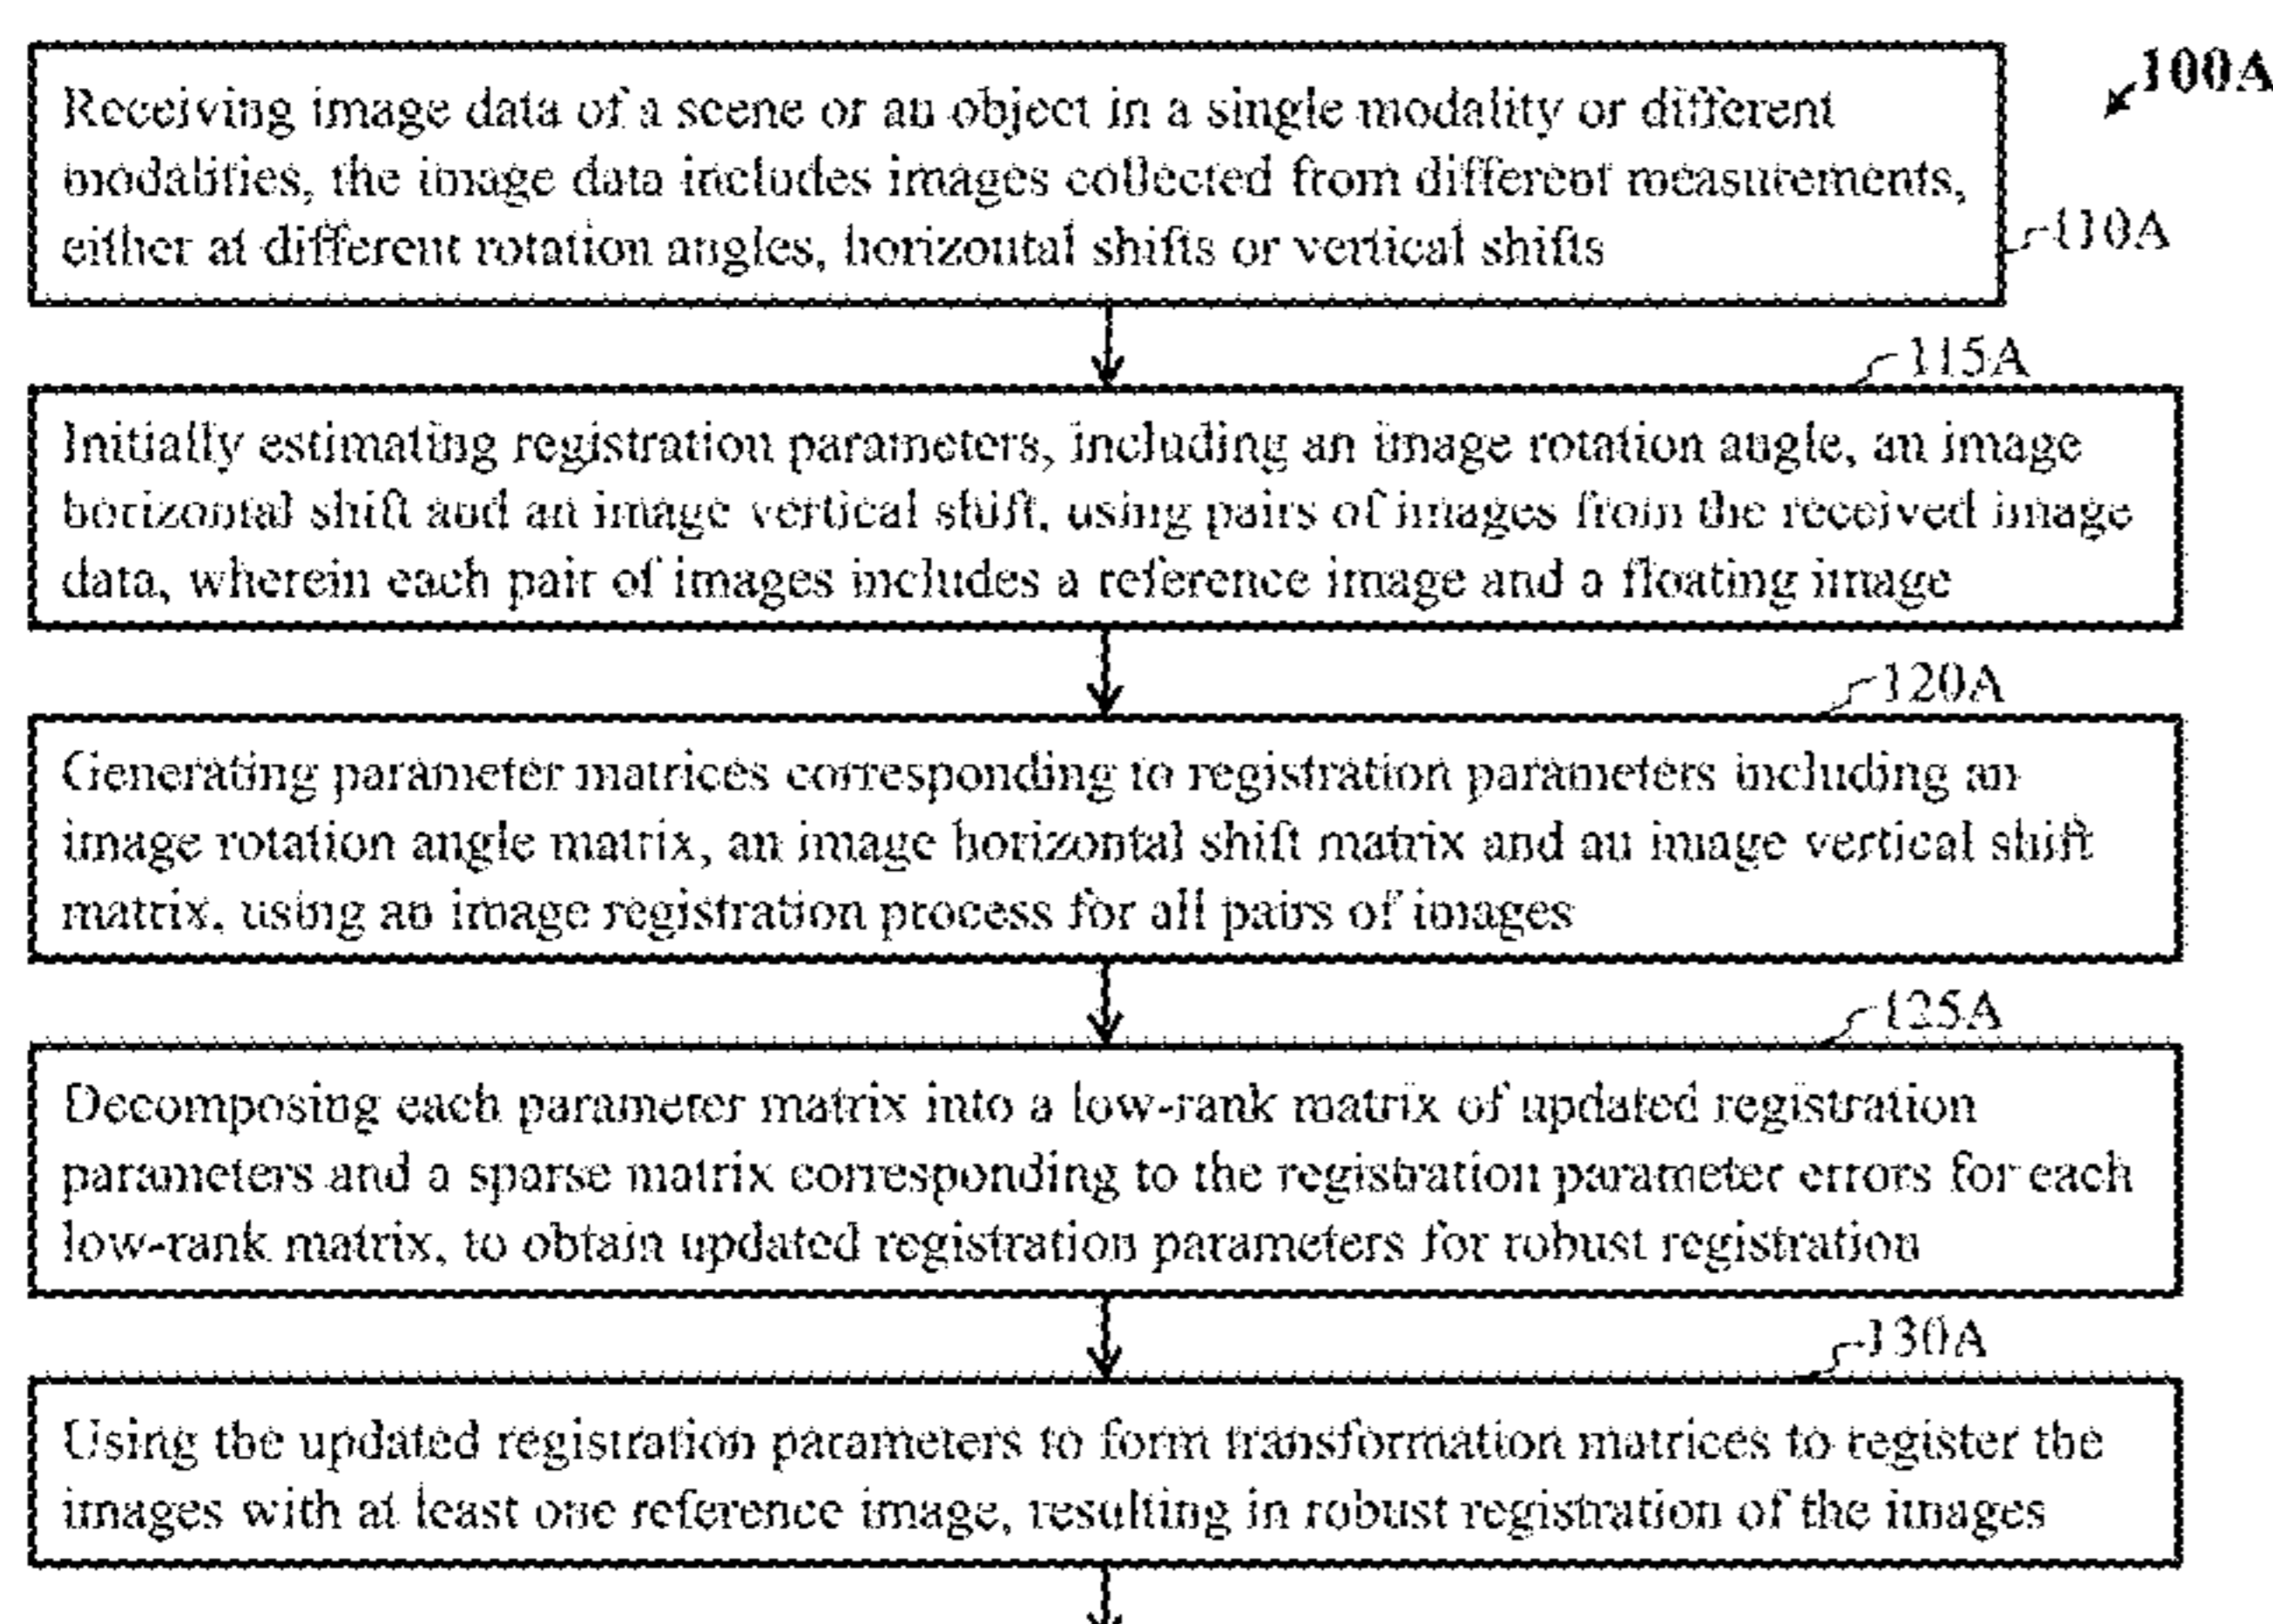 100A
Receiving image data of a scene or an object in a single modality or different
modalities, the image data includes images collected from different measurements,
either at different rotation angles, horizontal shifts or vertical shifts
110A
115A
Initially estimating registration parameters, including an image rotation angle, an image
horizontal shift and an image vertical shift, using pairs of images from the received image
data, wherein each pair of images includes a reference image and a floating image
120A
Generating parameter matrices corresponding to registration parameters including an
image rotation angle matrix, an image horizontal shift matrix and an image vertical shift
matrix, using an image registration process for all pairs of images
125A
Decomposing each parameter matrix into a low-rank matrix of updated registration
parameters and a sparse matrix corresponding to the registration parameter errors for each
low-rank matrix, to obtain updated registration parameters for robust registration
130A
Using the updated registration parameters to form transformation matrices to register the
images with at least one reference image, resulting in robust registration of the images